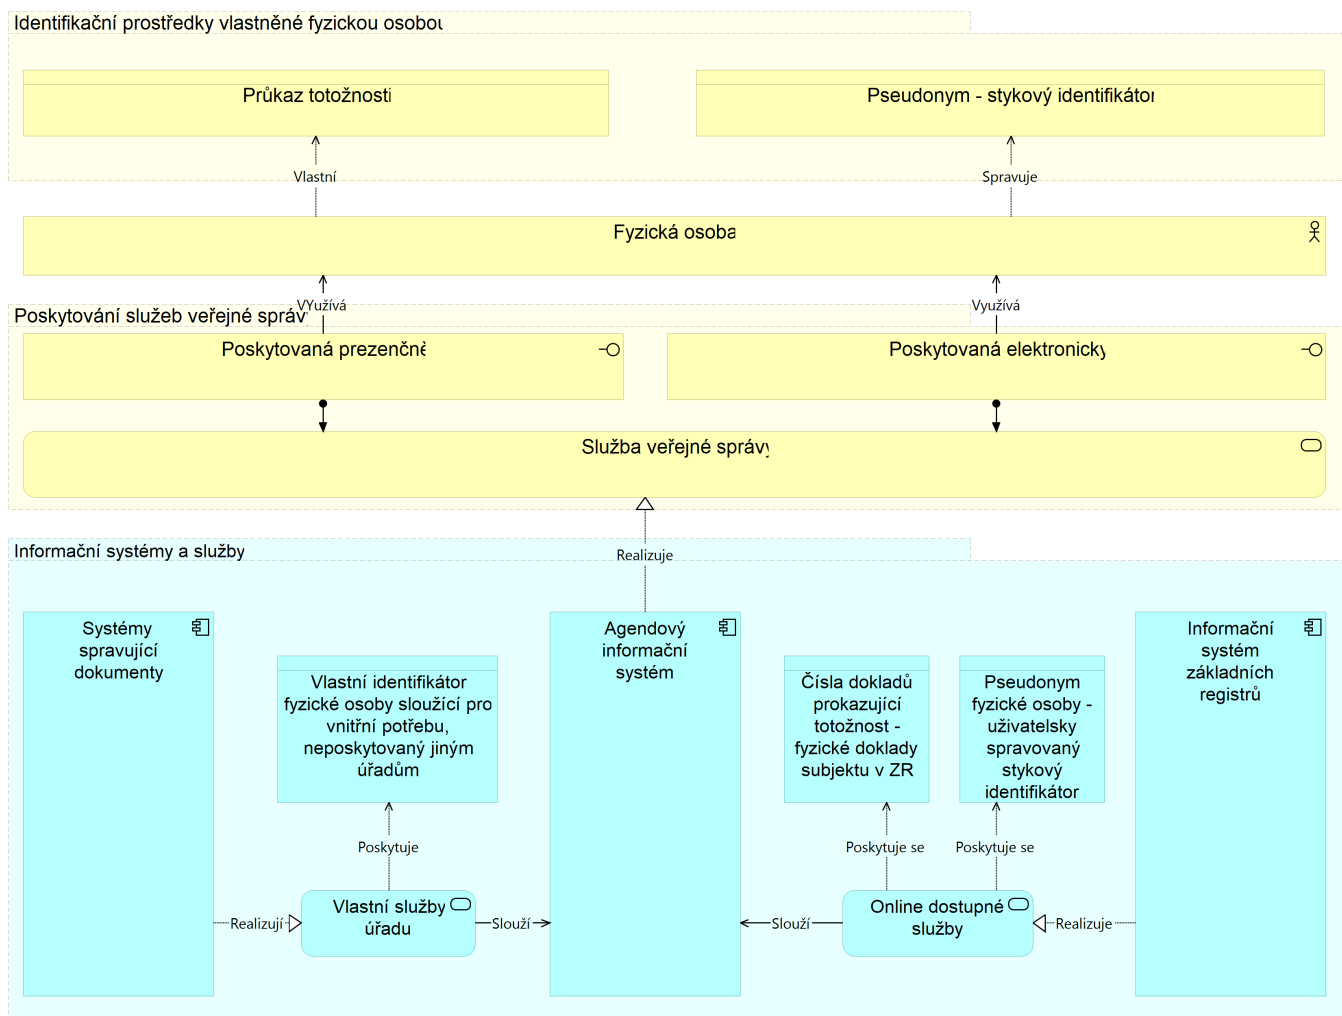 Identifikační prostředky vlastněné fyzickou osobou
Průkaz totožnosti
Pseudonym - stykový identifikátor
Vlastní
Spravuje
Fyzická osoba
VYužívá
Využívá
Poskytování služeb veřejné správ
Poskytovaná prezenčně
Poskytovaná elektronicky
Služba veřejné správy
Realizuje
Informační systémy a služby
Systémy
spravující
dokumenty
Vlastní identifikátor
fyzické osoby sloužící pro
vnitřní potřebu,
neposkytovaný jiným
úřadům
Agendový
informační
systém
Čísla dokladů
prokazující
totožnost -
fyzické doklady
subjektu v ZR
Pseudonym
fyzické osoby -
uživatelsky
spravovaný
stykový
identifikátor
Informační
systém
základních
registrů
Poskytuje
Poskytuje se
Poskytuje se
Realizují
Vlastní služby
úřadu
Slouží
Slouží
Online dostupné
služby
Realizuje